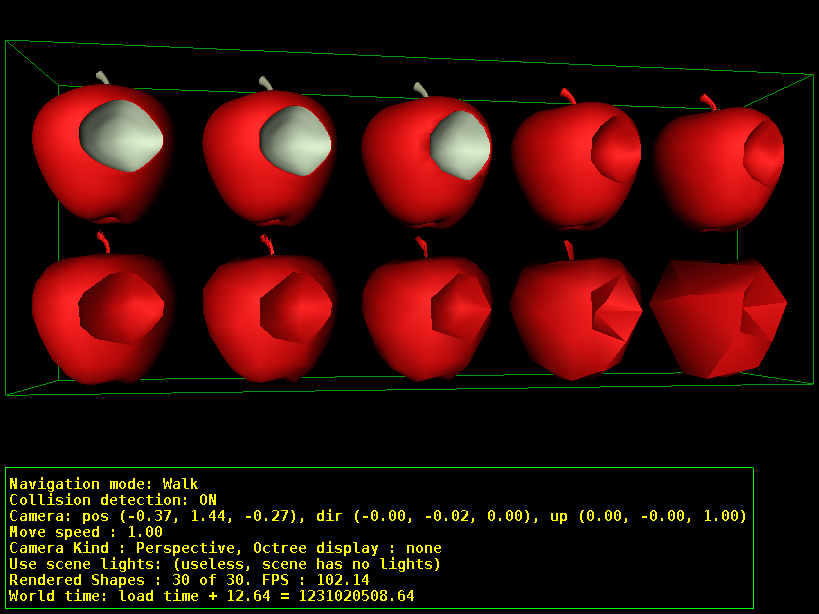 Navigation mode: Walk
Collision detection: ON
Camera: pos (-0.37, 1.44, -0.27), dir (-0.00, -0.02, 0.00), up (0.00, -0.00, 1.00)
Move speed : 1.00
Camera Kind : Perspective, Octree display : none
Use scene lights: (useless, scene has no lights)
Rendered Shapes : 30 of 30. FPS : 102.14
World time: load time + 12.64 = 1231020508.64